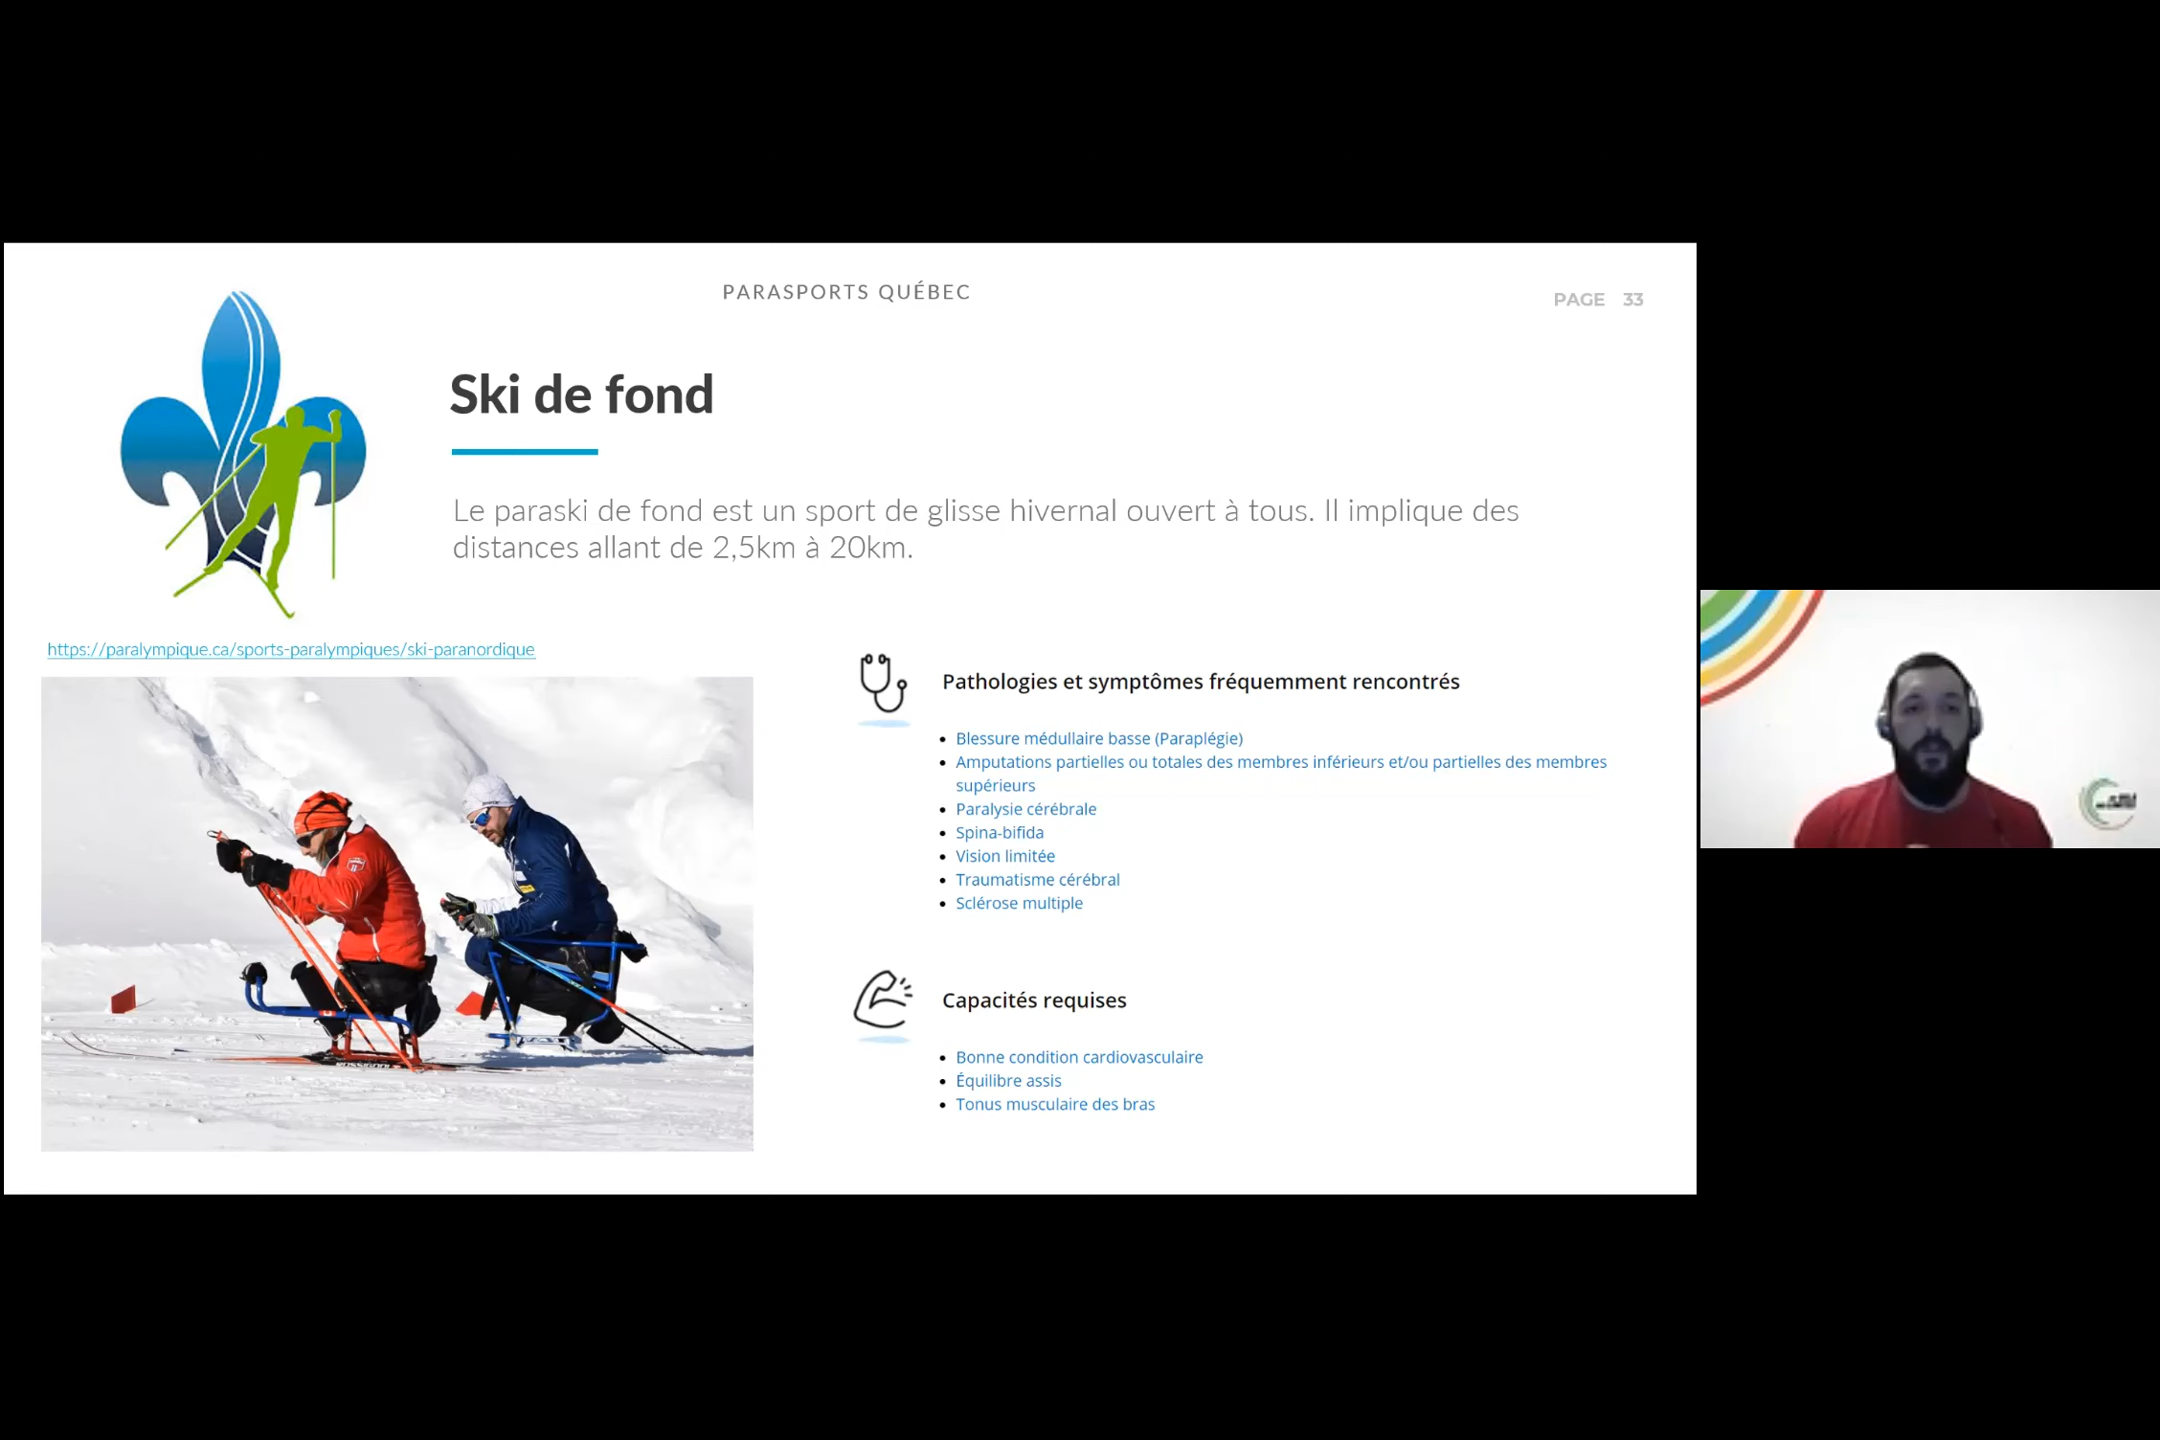 PARASPORTS QUÉBEC
PAGE 33
Ski de fond
Le paraski de fond est un sport de glisse hivernal ouvert à tous. Il implique des
distances allant de 2,5km à 20km.
https://paralympique.ca/sports-paralympiques/ski-paranordique
Pathologies et symptômes fréquemment rencontrés
• Blessure médullaire basse (Paraplégie)
• Amputations partielles ou totales des membres inférieurs et/ou partielles des membres
supérieurs
• Paralysie cérébrale
• Spina-bifida
• Vision limitée
• Traumatisme cérébral
• Sclérose multiple
Capacités requises
• Bonne condition cardiovasculaire
• Équilibre assis
• Tonus musculaire des bras
ROSSIGNOL